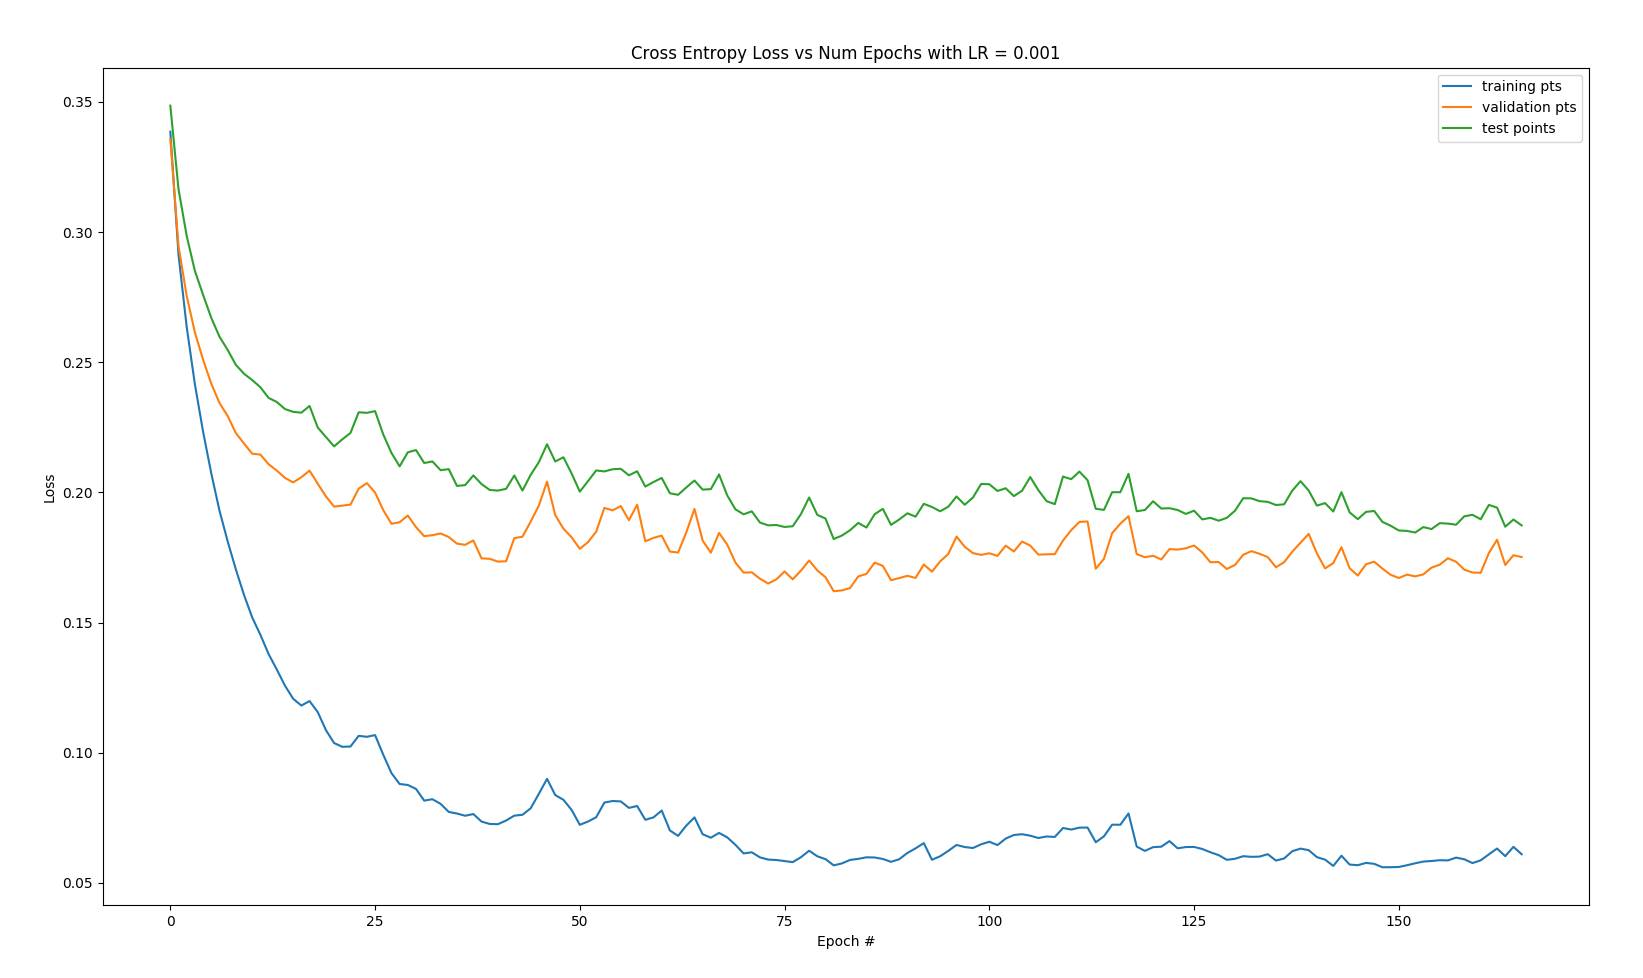 Cross Entropy Loss vs Num Epochs with LR = 0.001
training pts
validation pts
test points
0.35
0.30
0.25
0.20
0.15
0.10
0.05
Loss
0
25
50
75
100
125
150
Epoch #